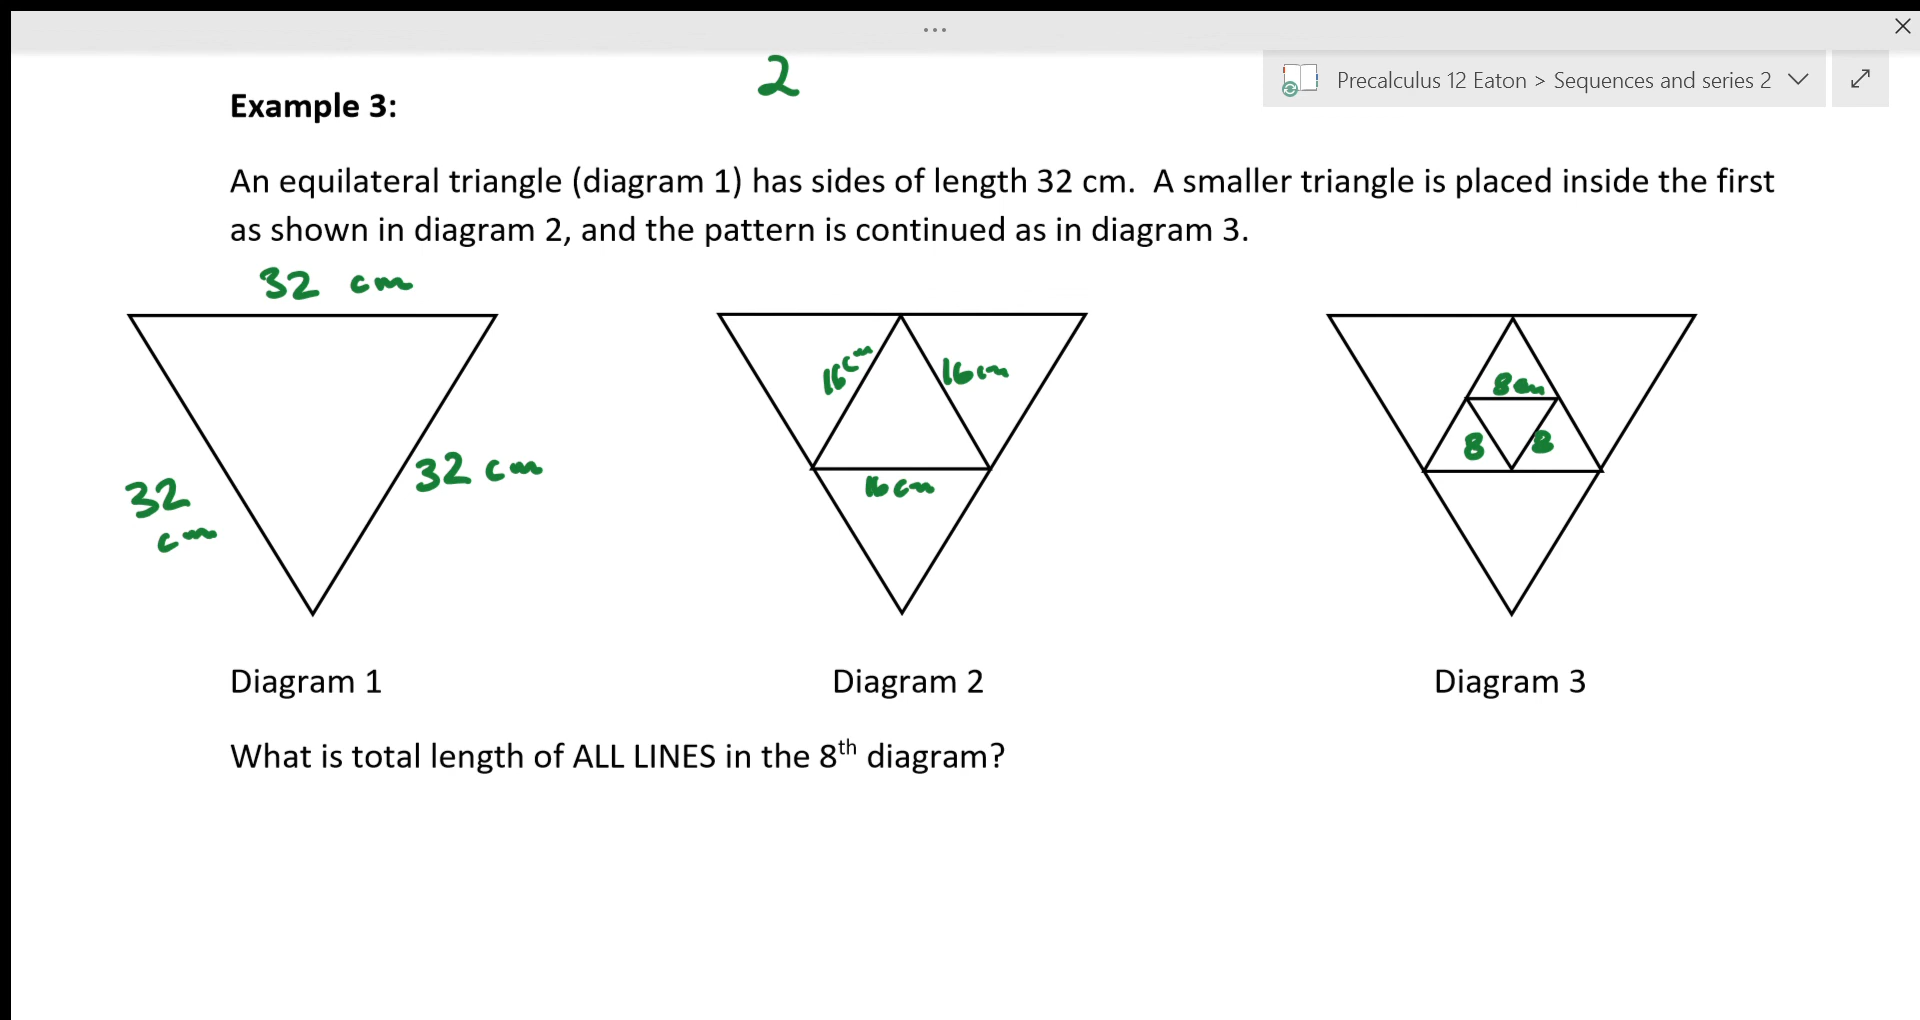 ...
2
Precalculus 12 Eaton > Sequences and series 2
Example 3:
An equilateral triangle (diagram 1) has sides of length 32 cm. A smaller triangle is placed inside the first
as shown in diagram 2, and the pattern is continued as in diagram 3.
32 cm
32 cm
32
cm
16cm
16cm
16cm
8cm
8
8
Diagram 1
Diagram 2
Diagram 3
What is total length of ALL LINES in the 8th diagram?